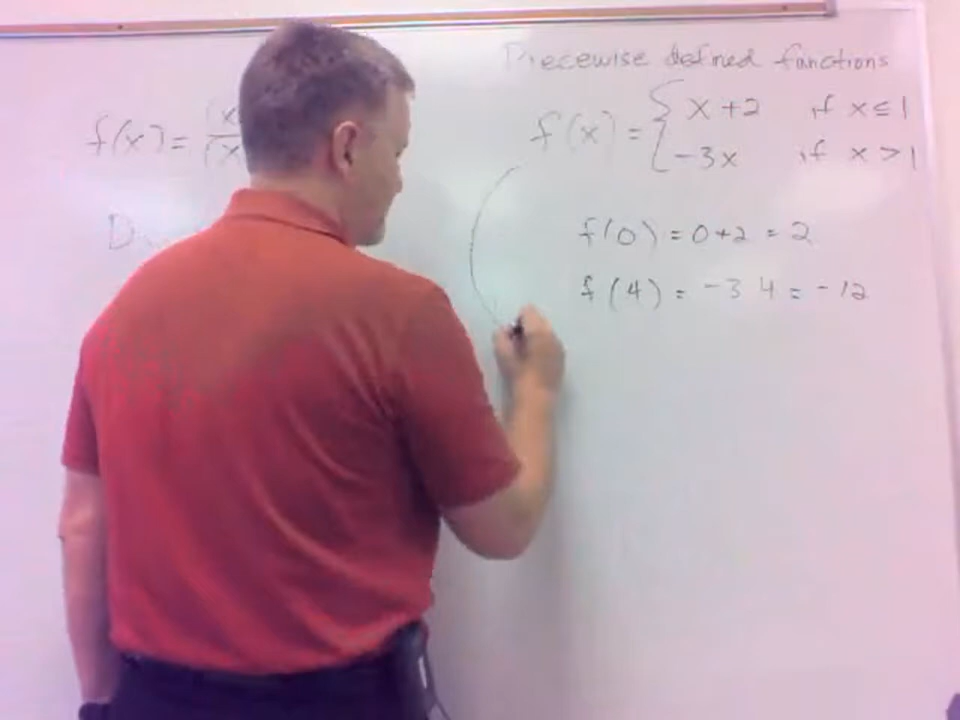 Piecewise defined functions
f(x) = { x + 2 if x ≤ 1
-3x if x > 1
f(0) = 0+2 = 2
f(4) = -3 4 = -12
f(x) =